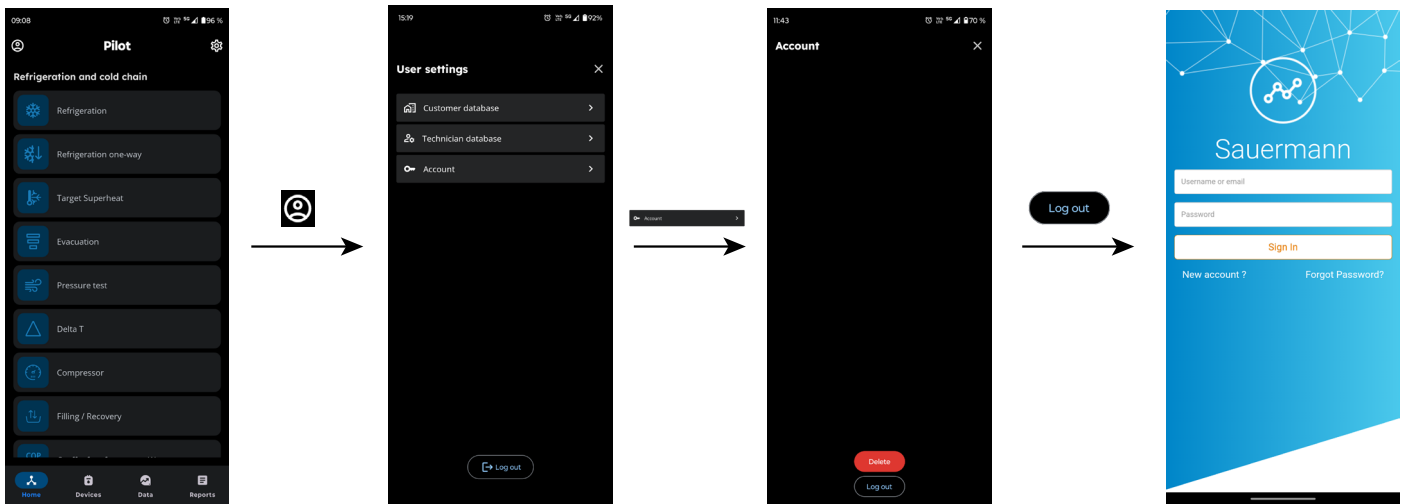 09:08
96 %
Pilot
Refrigeration and cold chain
Refrigeration
Refrigeration one-way
Target Superheat
Evacuation
Pressure test
Delta T
Compressor
Filling / Recovery
COP
Home Devices Data Reports
15:19
5G
92%
User settings
Customer database
Technician database
Account
Log out
Account
11:43
5G
70 %
Account
Delete
Log out
Log out
Sauermann
Username or email
Password
Sign In
New account ?
Forgot Password?